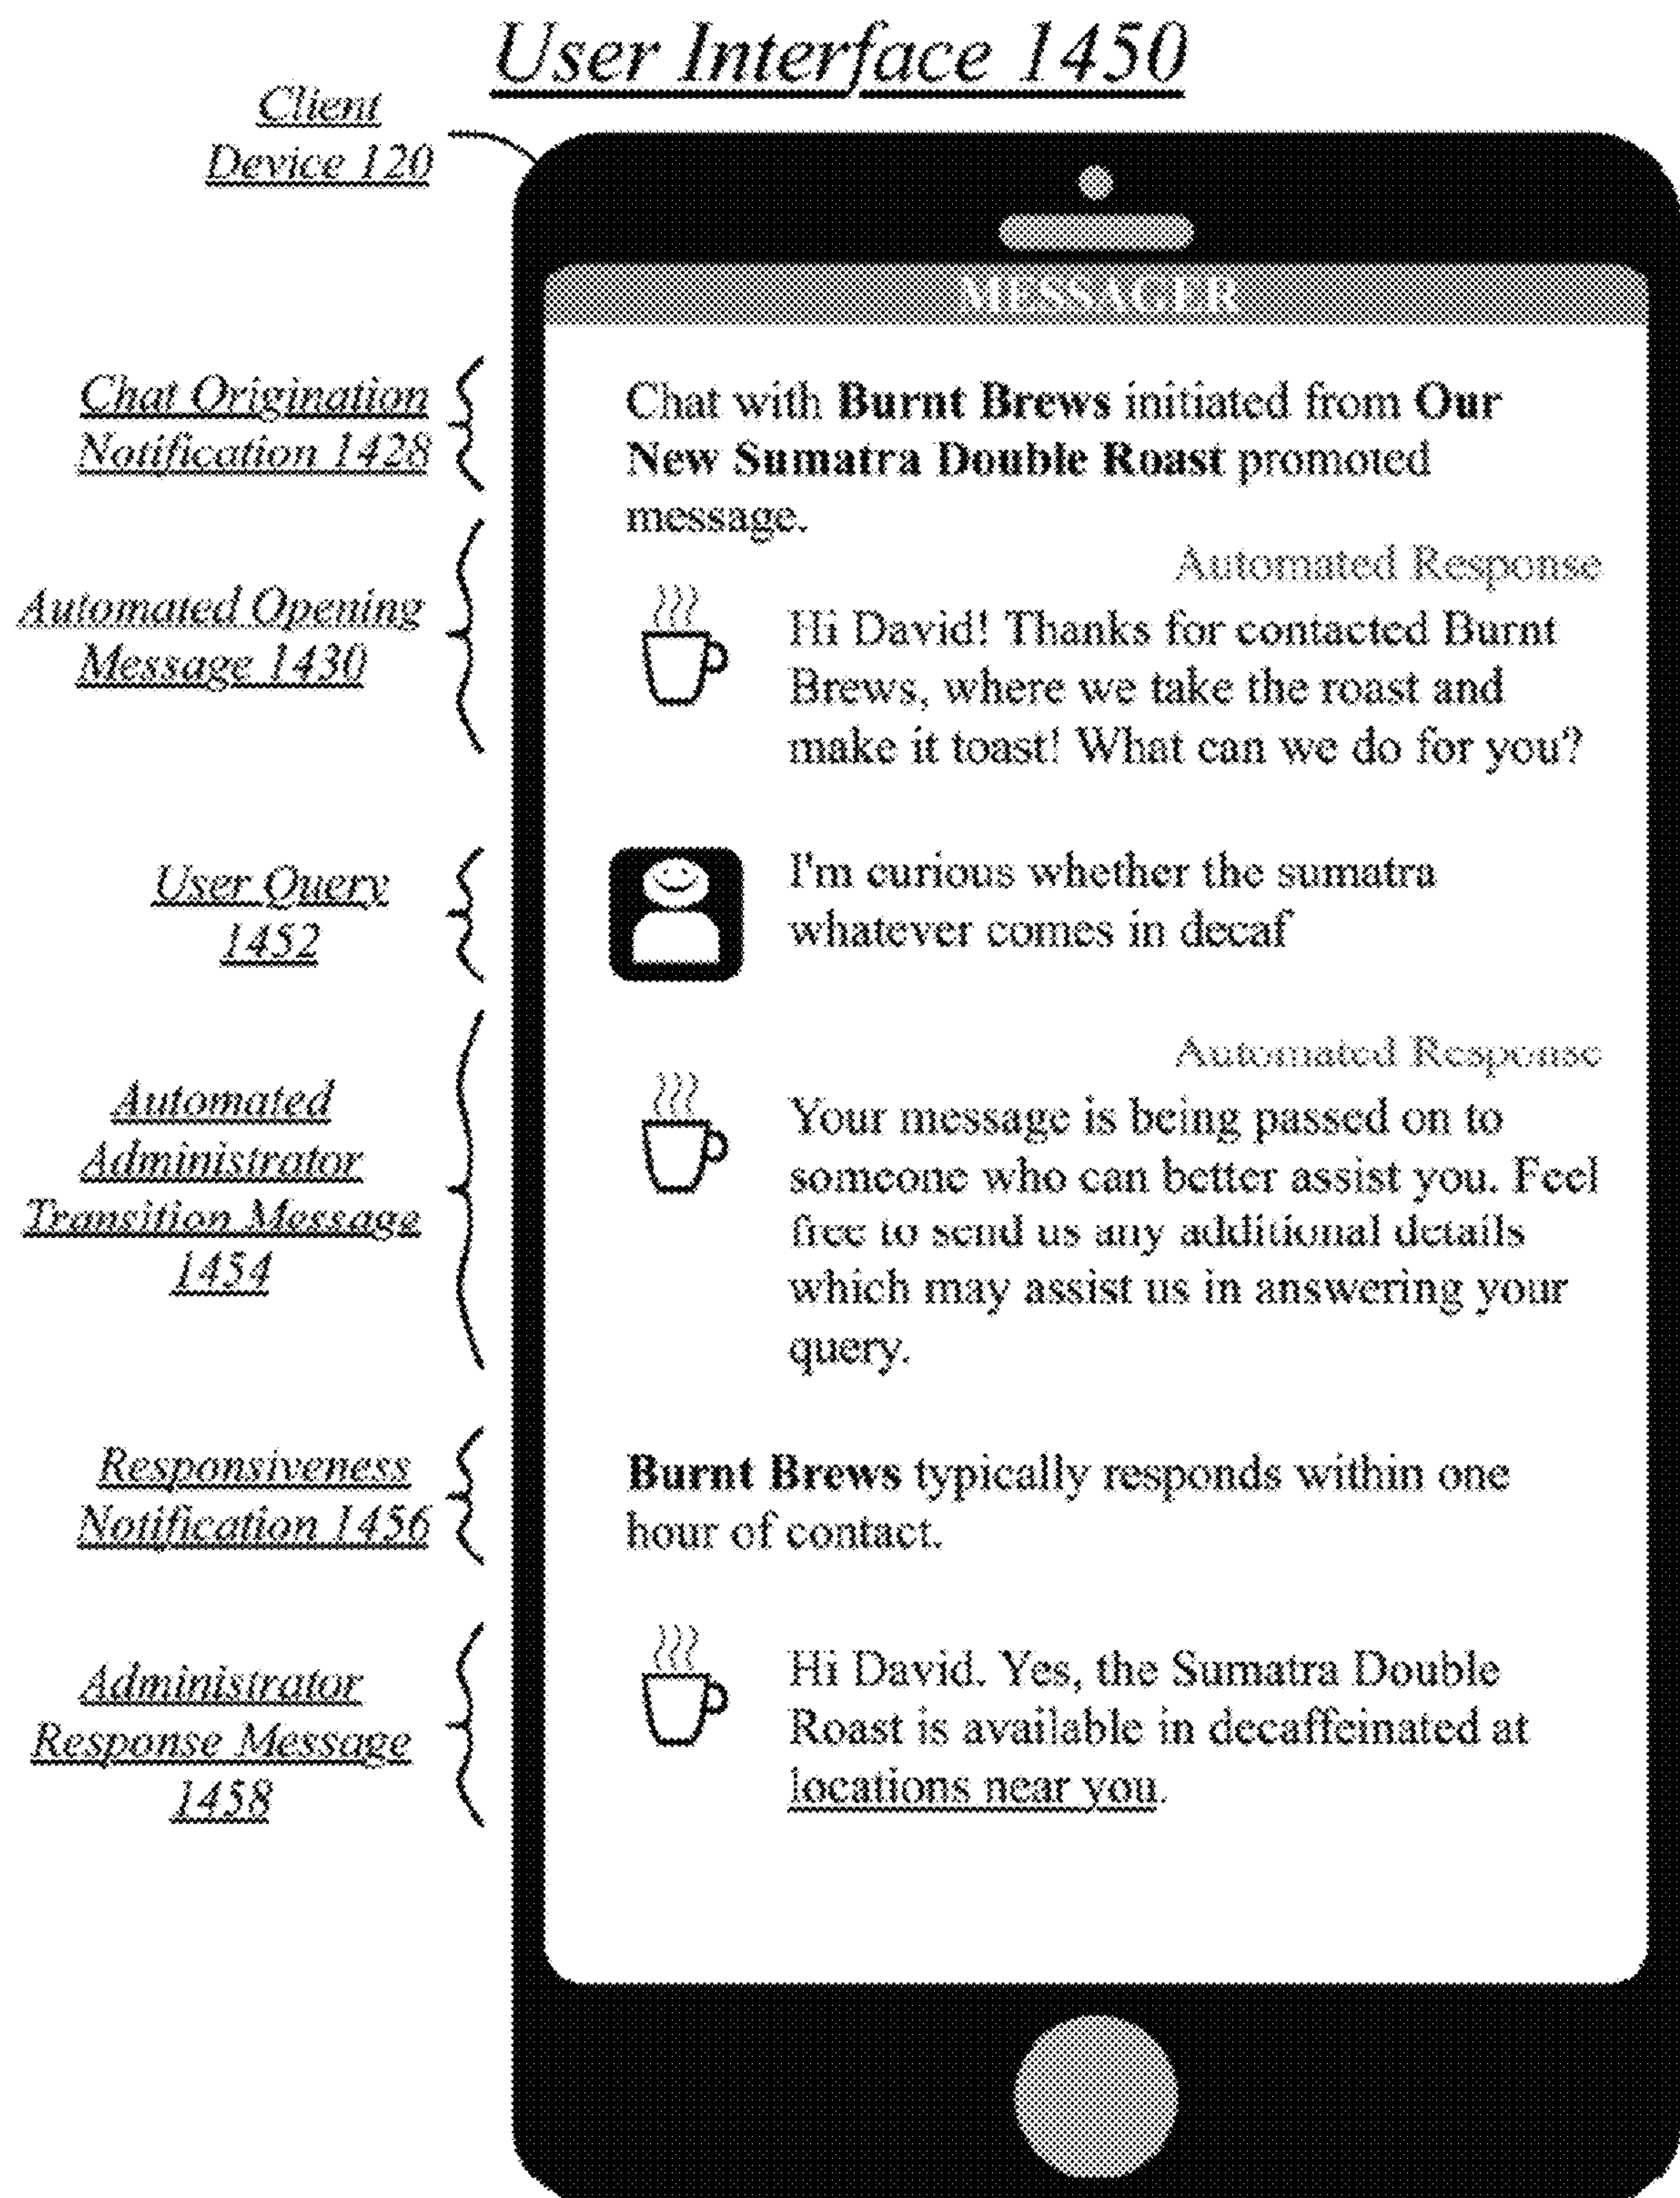 User Interface 1450
Client
Device 120
MESSAGER
Chat Origination
Notification 1428
Chat with Burnt Brews initiated from Our
New Sumatra Double Roast promoted
message.
Automated Opening
Message 1430
Automated Response
Hi David! Thanks for contacted Burnt
Brews, where we take the roast and
make it toast! What can we do for you?
User Query
1452
I'm curious whether the sumatra
whatever comes in decaf
Automated
Administrator
Transition Message
1454
Automated Response
Your message is being passed on to
someone who can better assist you. Feel
free to send us any additional details
which may assist us in answering your
query.
Responsiveness
Notification 1456
Burnt Brews typically responds within one
hour of contact.
Administrator
Response Message
1458
Hi David. Yes, the Sumatra Double
Roast is available in decaffeinated at
locations near you.